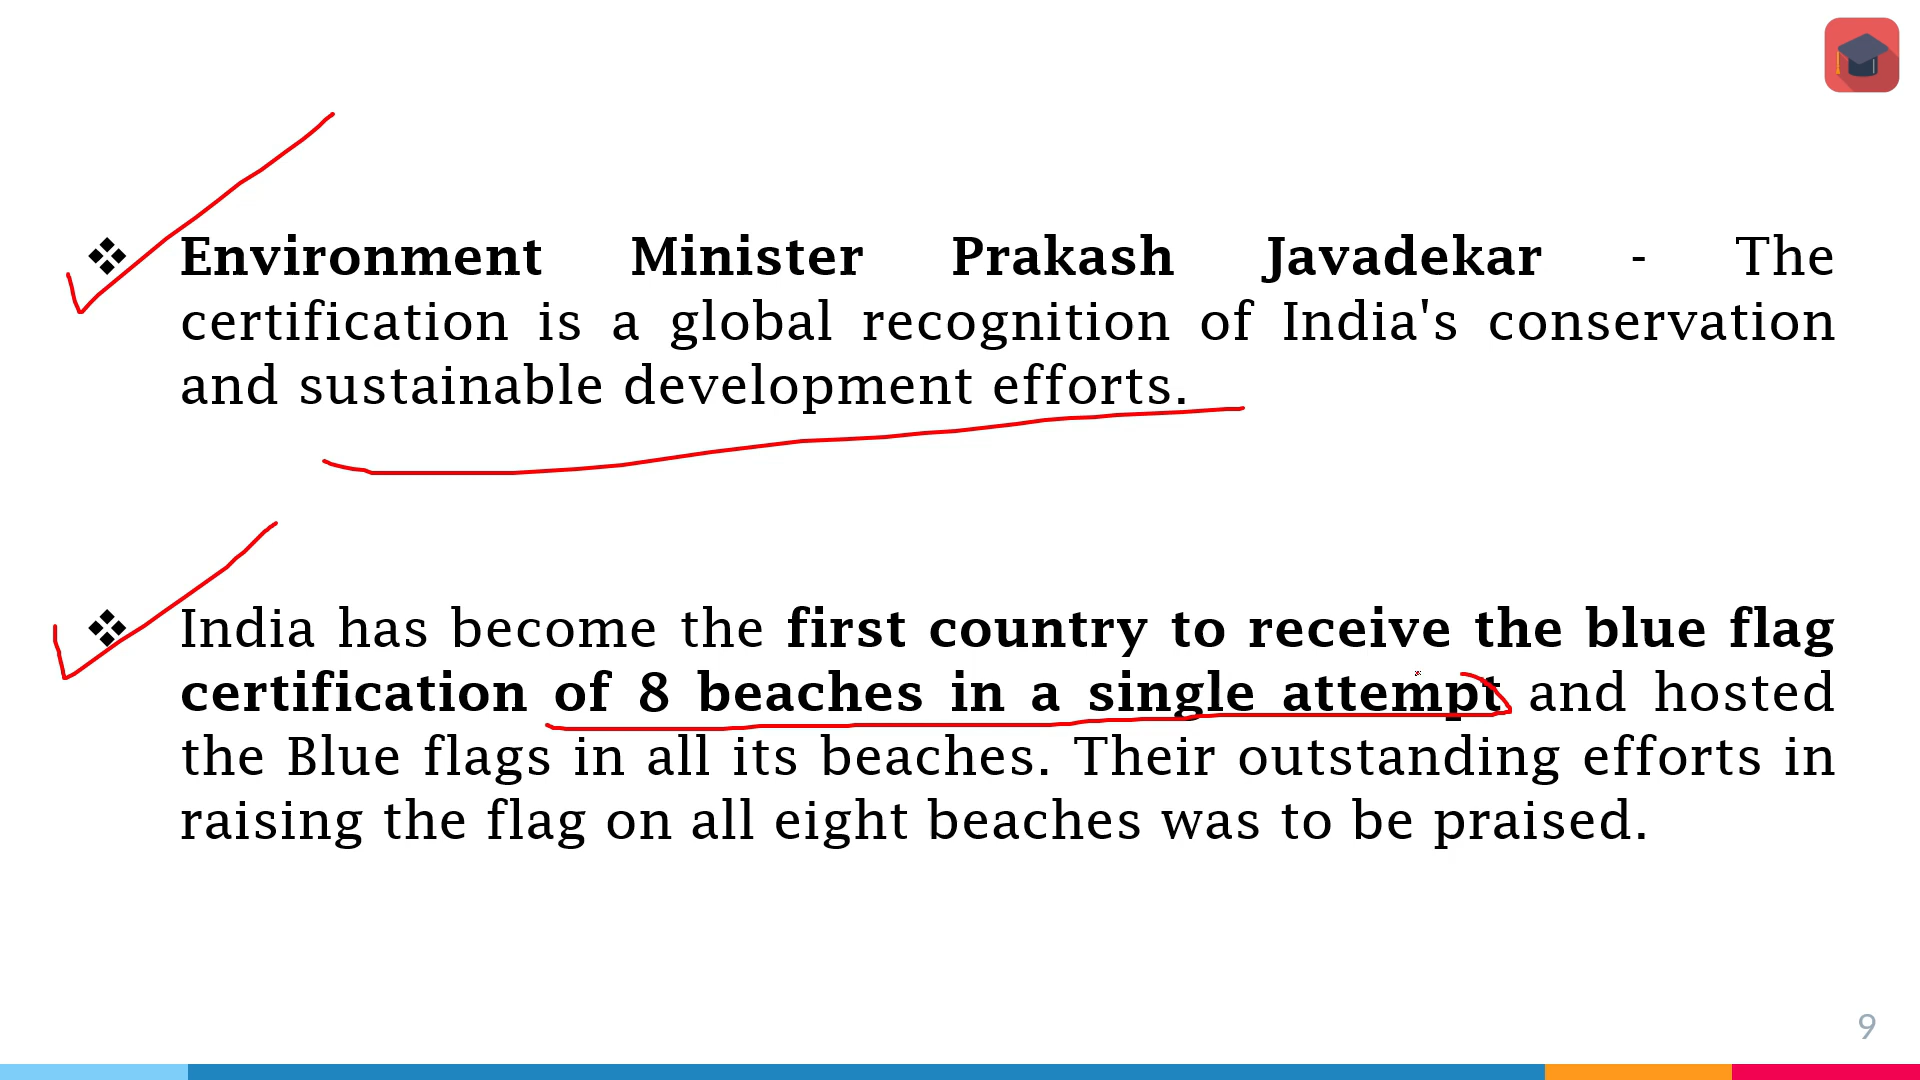 ❖ Environment Minister Prakash Javadekar - The
certification is a global recognition of India's conservation
and sustainable development efforts.
❖ India has become the first country to receive the blue flag
certification of 8 beaches in a single attempt and hosted
the Blue flags in all its beaches. Their outstanding efforts in
raising the flag on all eight beaches was to be praised.
9